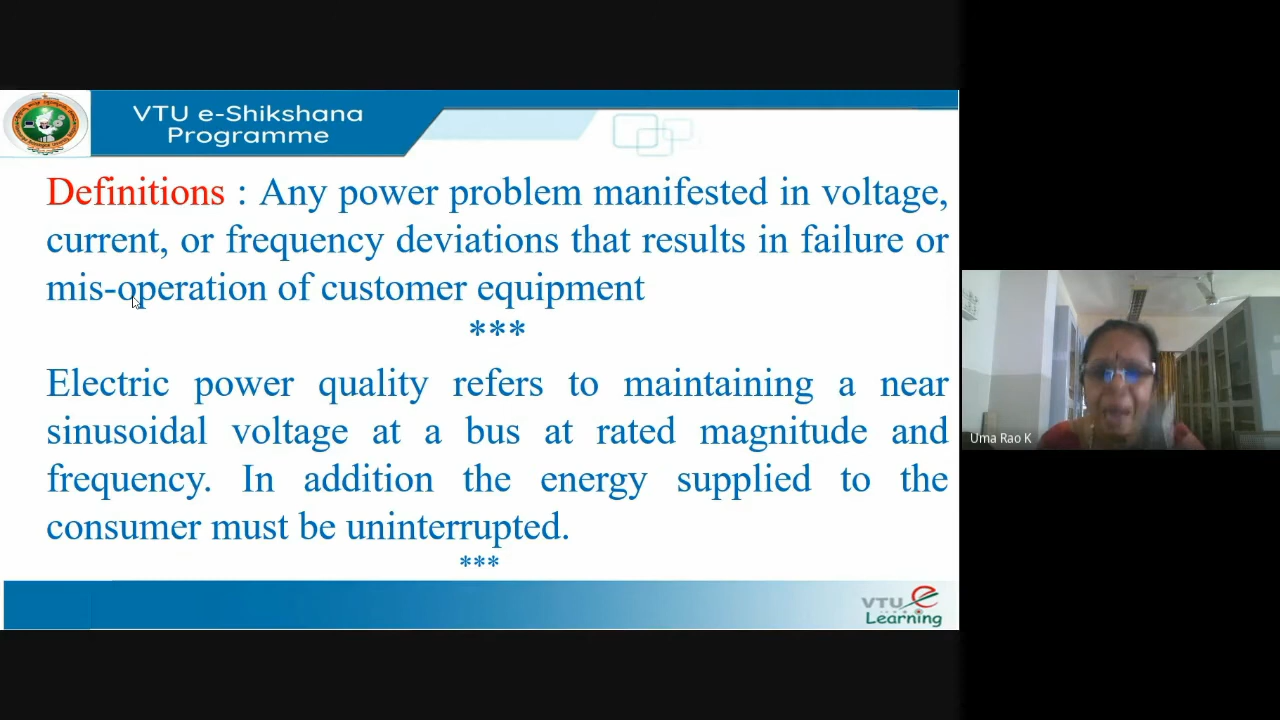 VTU e-Shikshana
Programme
Definitions : Any power problem manifested in voltage,
current, or frequency deviations that results in failure or
mis-operation of customer equipment
***
Electric power quality refers to maintaining a near
sinusoidal voltage at a bus at rated magnitude and
frequency. In addition the energy supplied to the
consumer must be uninterrupted.
***
Uma Rao K
VTU e
Learning